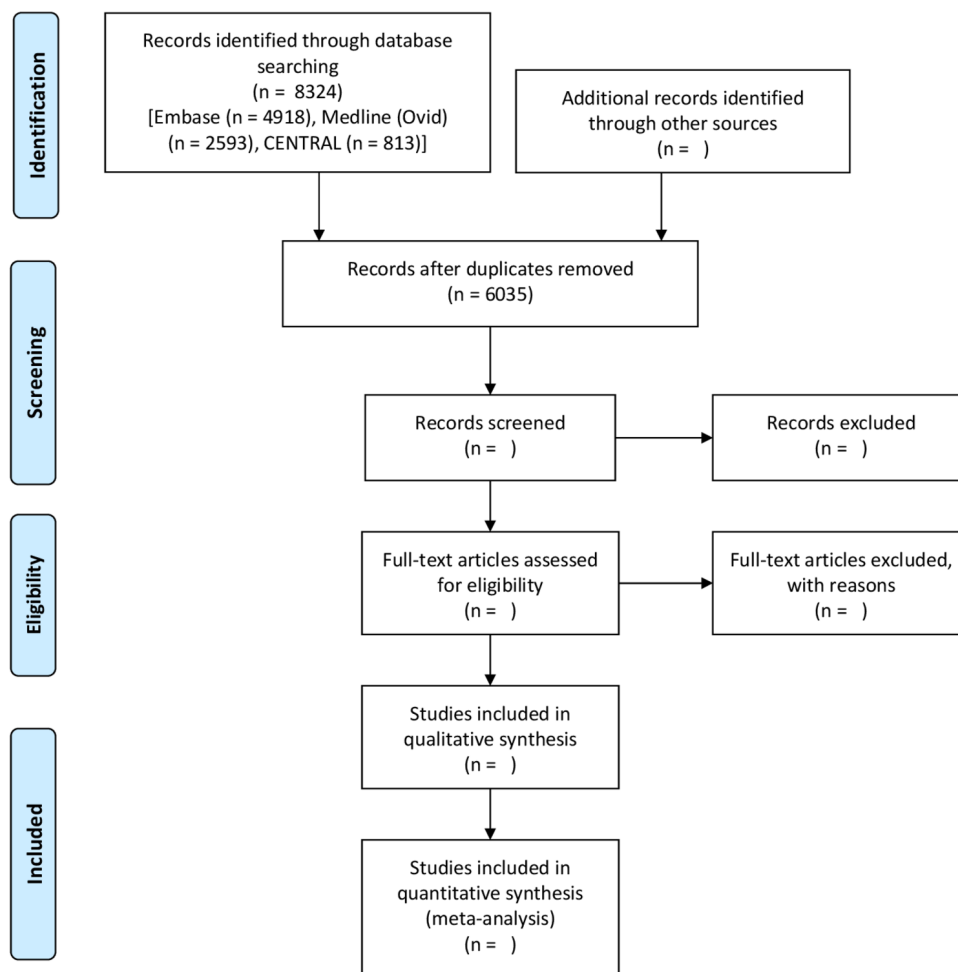 Identification
Records identified through database
searching
(n = 8324)
[Embase (n = 4918), Medline (Ovid)
(n = 2593), CENTRAL (n = 813)]
Additional records identified
through other sources
(n = )
Screening
Records after duplicates removed
(n = 6035)
Records screened
(n = )
Records excluded
(n = )
Eligibility
Full-text articles assessed
for eligibility
(n = )
Full-text articles excluded,
with reasons
(n = )
Included
Studies included in
qualitative synthesis
(n = )
Studies included in
quantitative synthesis
(meta-analysis)
(n = )